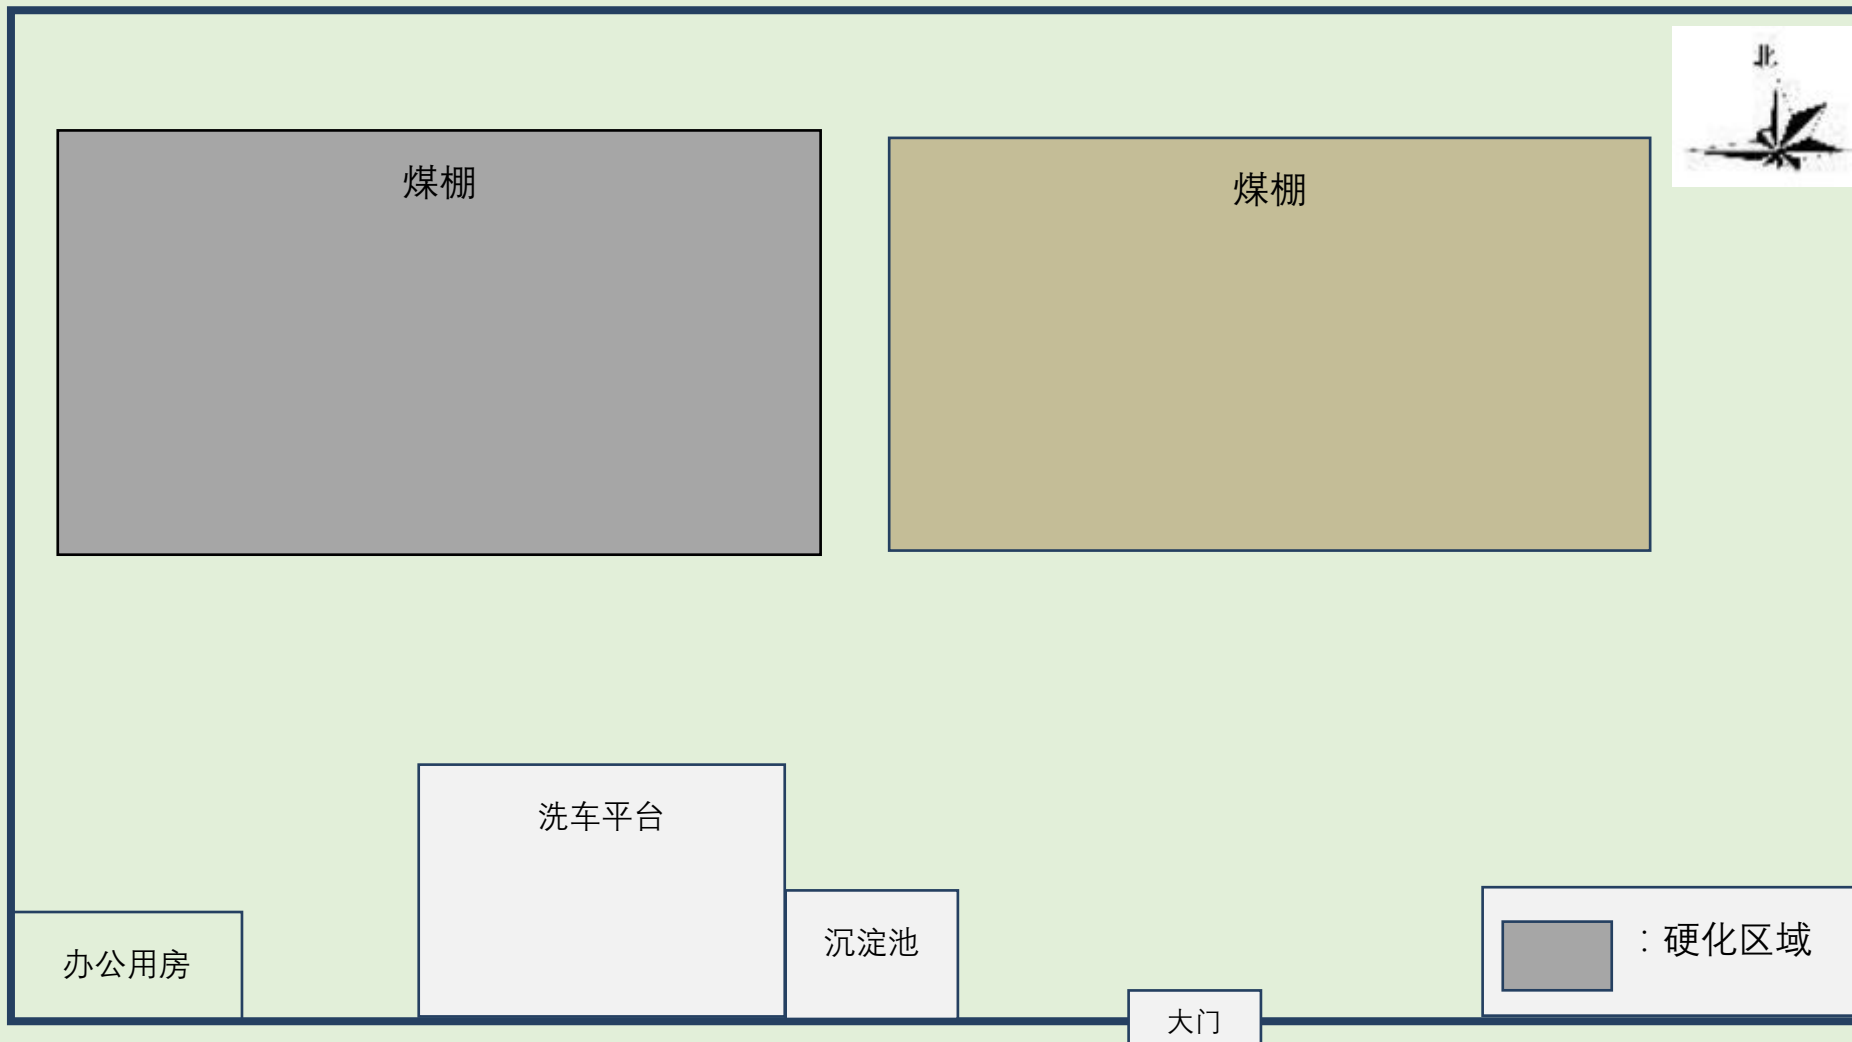 北
煤棚
煤棚
洗车平台
沉淀池
办公用房
：硬化区域
大门